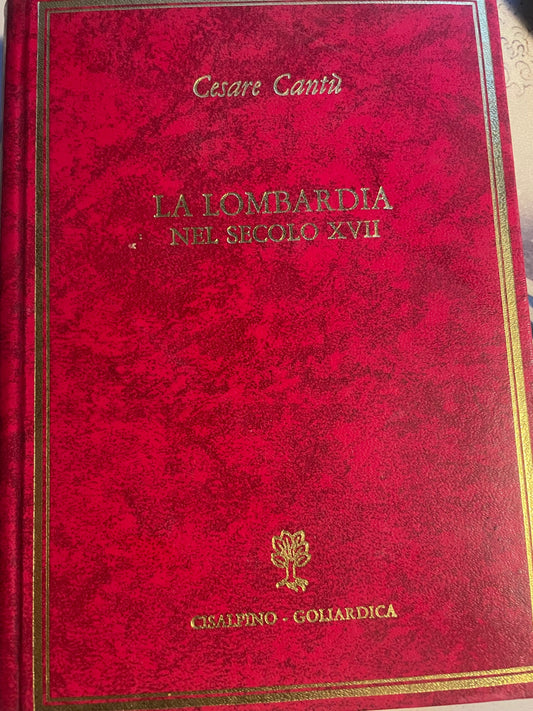 Cesare Cantù
LA LOMBARDIA
NEL SECOLO XVII
CISALPINO - GOLIARDICA